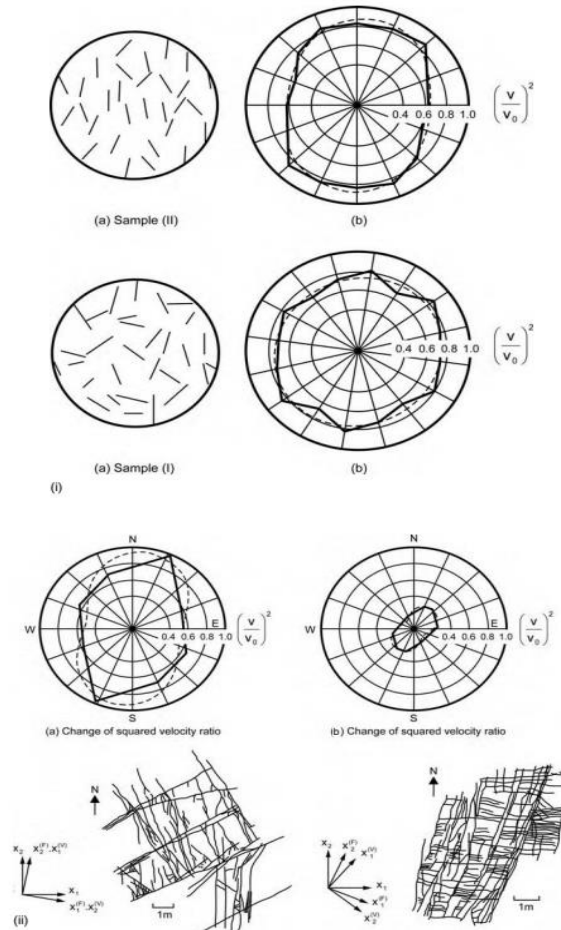 0.4 0.6 0.8 1.0
(v/v₀)²
(a) Sample (II)
(b)
0.4 0.6 0.8 1.0
(v/v₀)²
(a) Sample (I)
(b)
(i)
N
W
E
0.4 0.6 0.8 1.0
(v/v₀)²
S
(a) Change of squared velocity ratio
N
W
E
0.4 0.6 0.8 1.0
(v/v₀)²
S
(b) Change of squared velocity ratio
N
x₂
x₂⁽ᶠ⁾.x₁⁽ⱽ⁾
x₁
x₁⁽ᶠ⁾.x₂⁽ⱽ⁾
1m
N
x₂
x₂⁽ᶠ⁾
x₁⁽ⱽ⁾
x₁
x₁⁽ᶠ⁾
x₂⁽ⱽ⁾
1m
(ii)